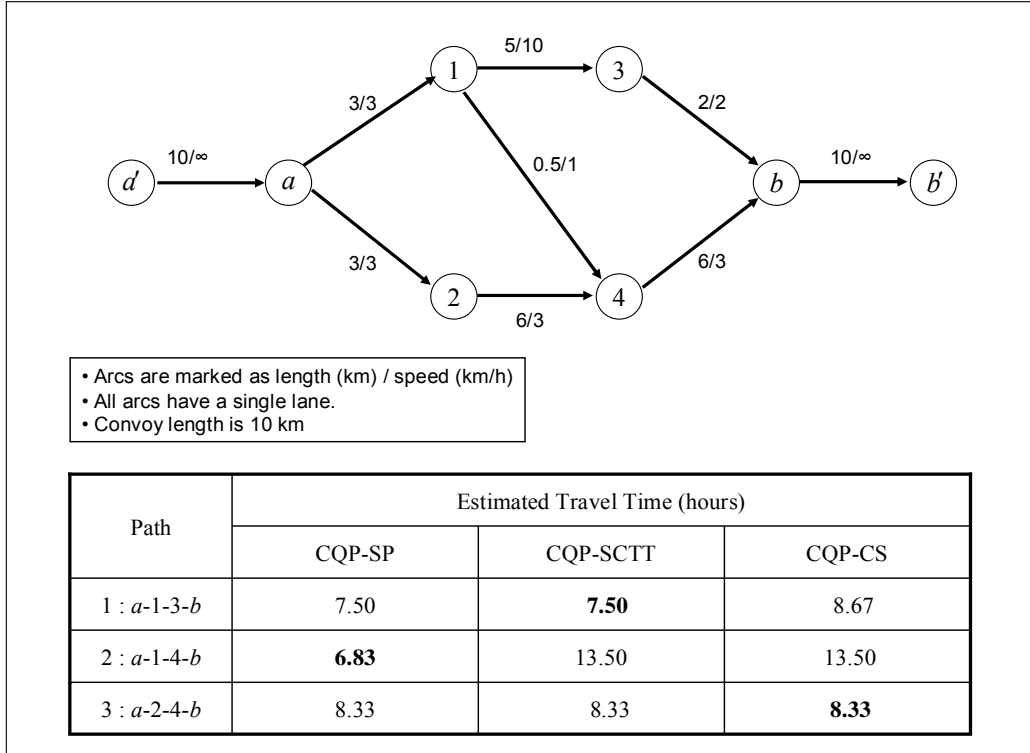 5/10
1
3
3/3
2/2
10/∞
0.5/1
10/∞
a′
a
b
b′
3/3
6/3
2
4
6/3
• Arcs are marked as length (km) / speed (km/h)
• All arcs have a single lane.
• Convoy length is 10 km
Path
Estimated Travel Time (hours)
CQP-SP
CQP-SCTT
CQP-CS
1 : a-1-3-b
7.50
7.50
8.67
2 : a-1-4-b
6.83
13.50
13.50
3 : a-2-4-b
8.33
8.33
8.33